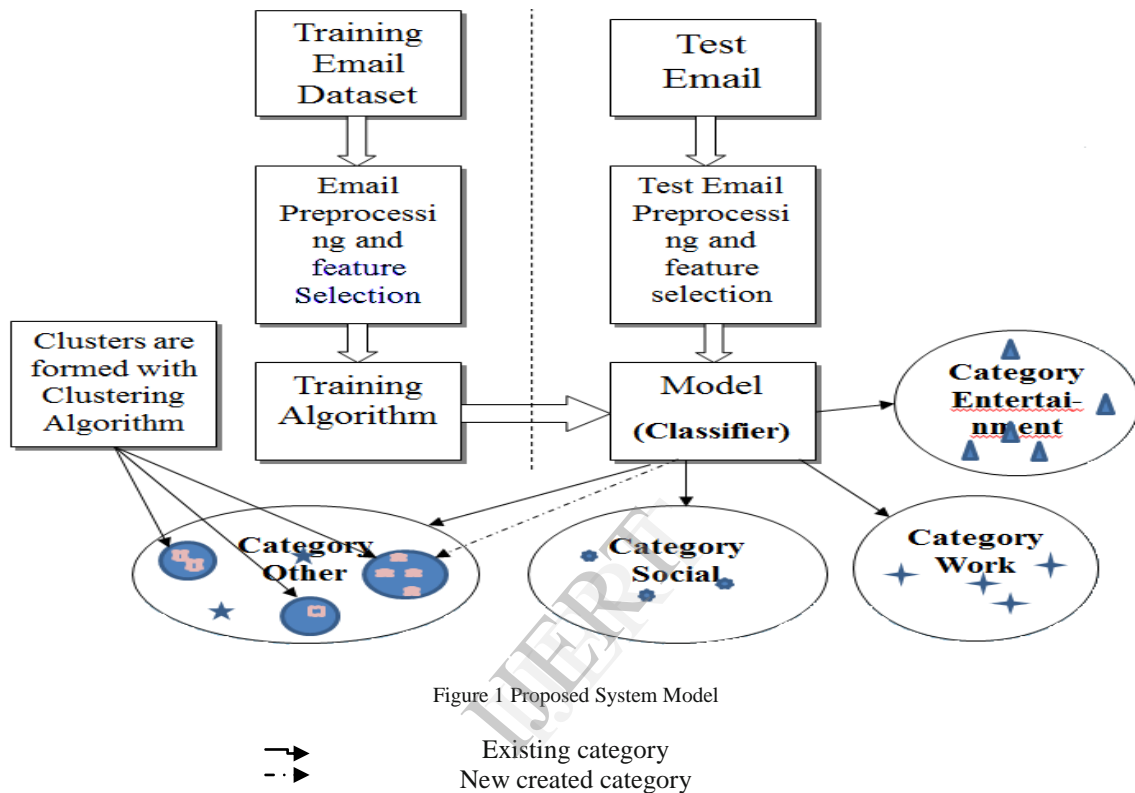 Training
Email
Dataset
Test
Email
Email
Preprocessi
ng and
feature
Selection
Test Email
Preprocessi
ng and
feature
selection
Clusters are
formed with
Clustering
Algorithm
Training
Algorithm
Model
(Classifier)
Category
Entertai-
nment
Category
Other
Category
Social
Category
Work
IJERT
Figure 1 Proposed System Model
Existing category
New created category